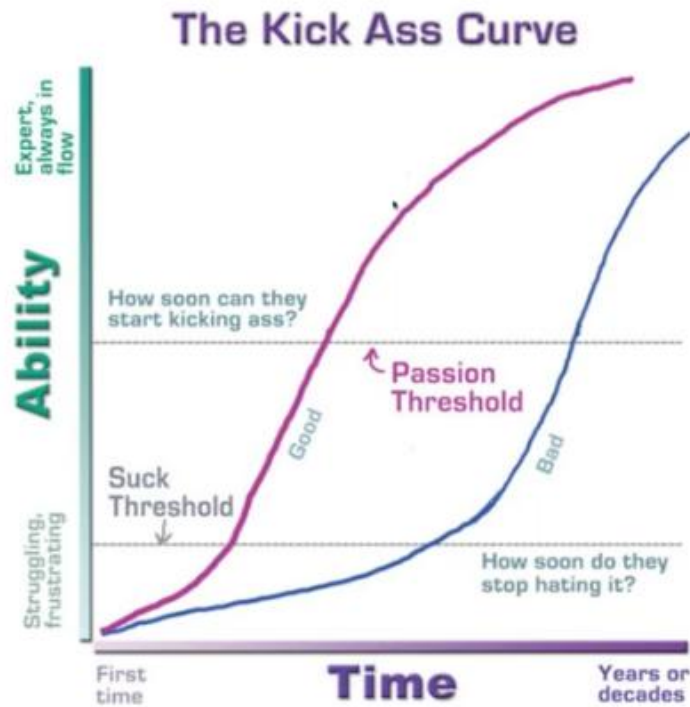 The Kick Ass Curve
Expert,
always in
flow
Ability
Struggling,
frustrating
How soon can they
start kicking ass?
Passion
Threshold
Good
Bad
Suck
Threshold
How soon do they
stop hating it?
First
time
Time
Years or
decades